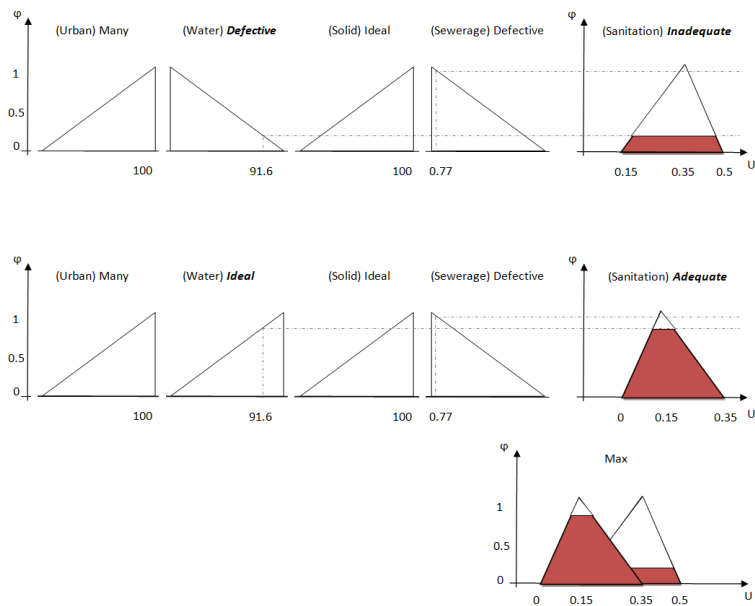 φ (Urban) Many (Water) Defective (Solid) Ideal (Sewerage) Defective φ (Sanitation) Inadequate
1
0.5
0
100 91.6 100 0.77 0.15 0.35 0.5 U
φ (Urban) Many (Water) Ideal (Solid) Ideal (Sewerage) Defective φ (Sanitation) Adequate
1
0.5
0
100 91.6 100 0.77 0 0.15 0.35 U
φ Max
1
0.5
0
0 0.15 0.35 0.5 U